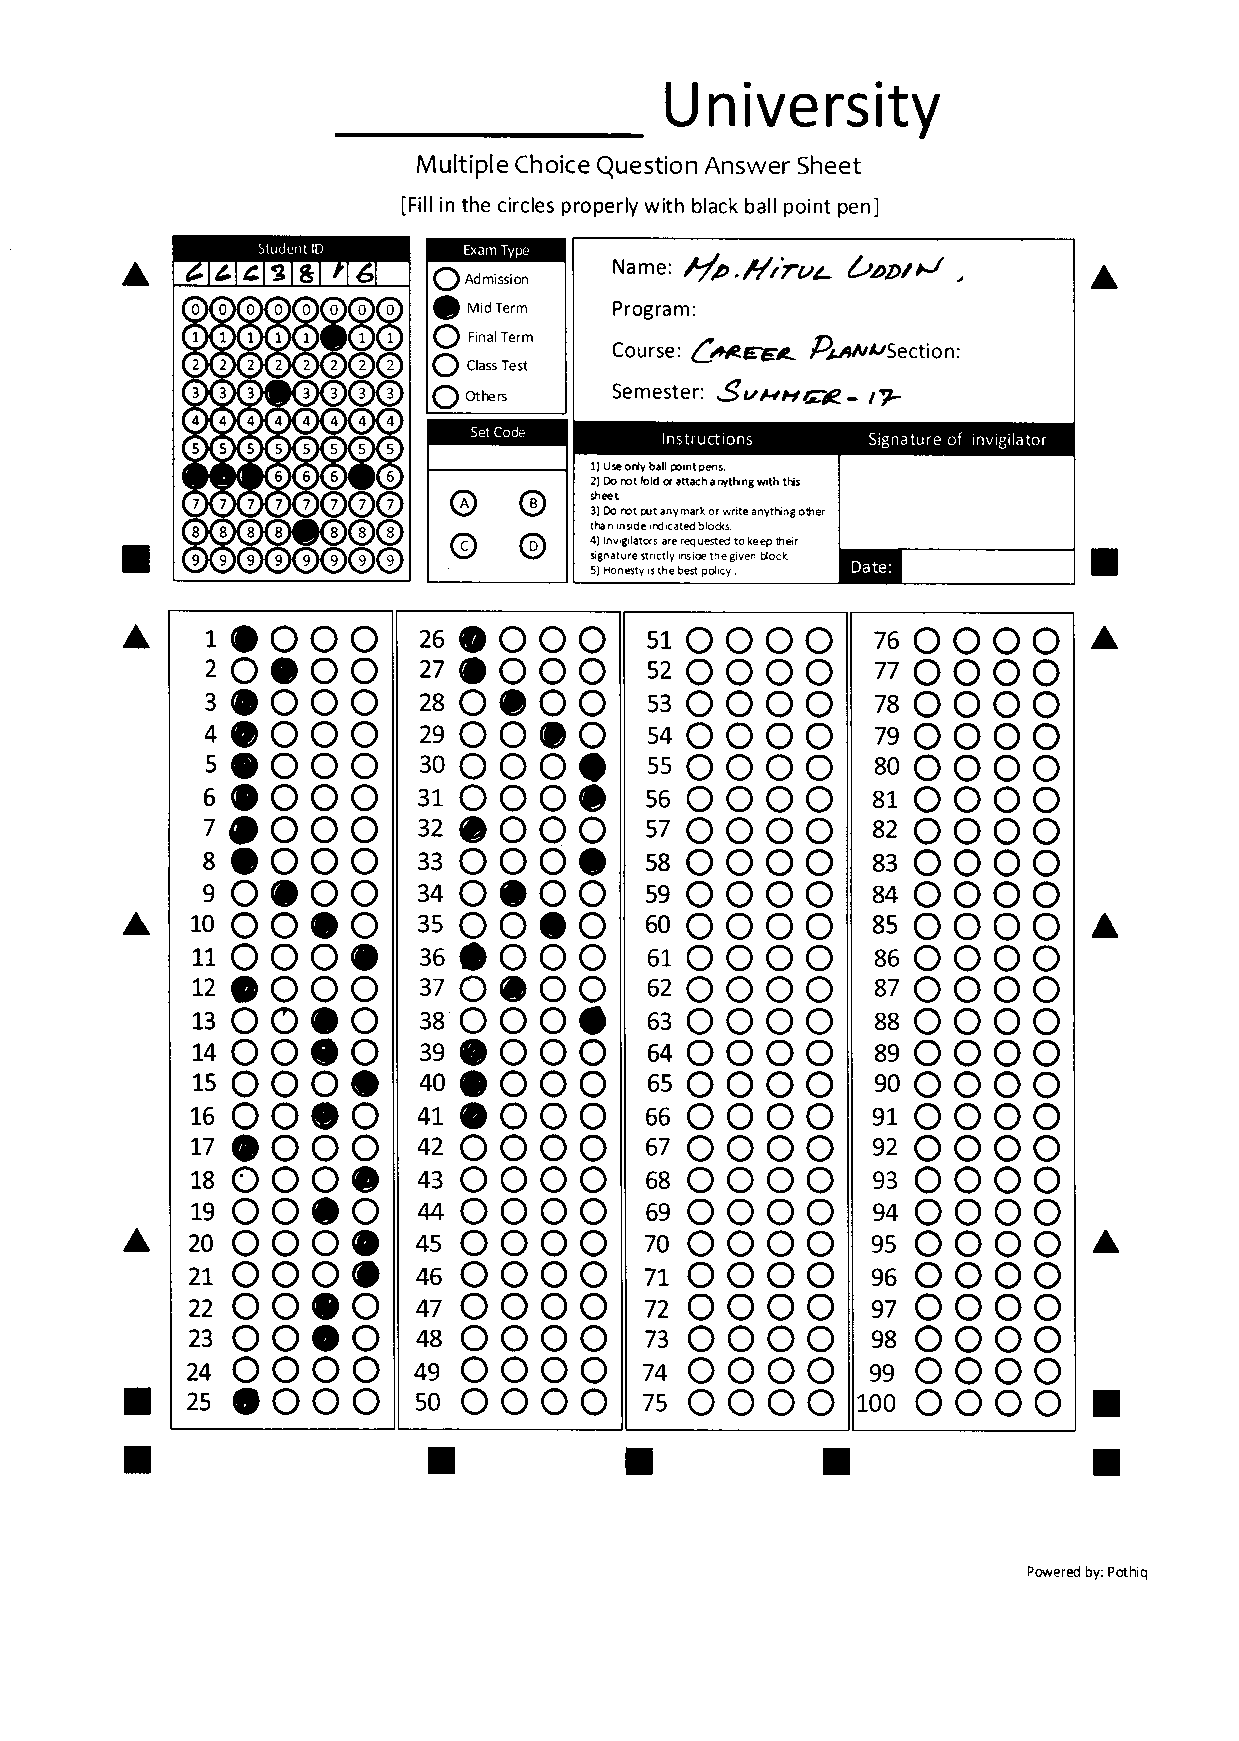 University
Multiple Choice Question Answer Sheet
[Fill in the circles properly with black ball point pen]
Student ID
6 6 6 3 8 1 6
0 0 0 0 0 0 0 0
1 1 1 1 1 1 1
2 2 2 2 2 2 2 2
3 3 3 3 3 3 3
4 4 4 4 4 4 4 4
5 5 5 5 5 5 5 5
6 6 6 6
7 7 7 7 7 7 7 7
8 8 8 8 8 8 8
9 9 9 9 9 9 9 9
Exam Type
Admission
Mid Term
Final Term
Class Test
Others
Set Code
A B
C D
Name: MD. MITUL UDDIN.
Program:
Course: CAREER PLANN Section:
Semester: SUMMER - 17
Instructions
1) Use only ball point pens.
2) Do not fold or attach anything with this
sheet.
3) Do not put any mark or write anything other
than inside indicated blocks.
4) Invigilators are requested to keep their
signature strictly inside the given block
5) Honesty is the best policy.
Signature of invigilator
Date:
1
2
3
4
5
6
7
8
9
10
11
12
13
14
15
16
17
18
19
20
21
22
23
24
25
26
27
28
29
30
31
32
33
34
35
36
37
38
39
40
41
42
43
44
45
46
47
48
49
50
51
52
53
54
55
56
57
58
59
60
61
62
63
64
65
66
67
68
69
70
71
72
73
74
75
76
77
78
79
80
81
82
83
84
85
86
87
88
89
90
91
92
93
94
95
96
97
98
99
100
Powered by: Pothiq